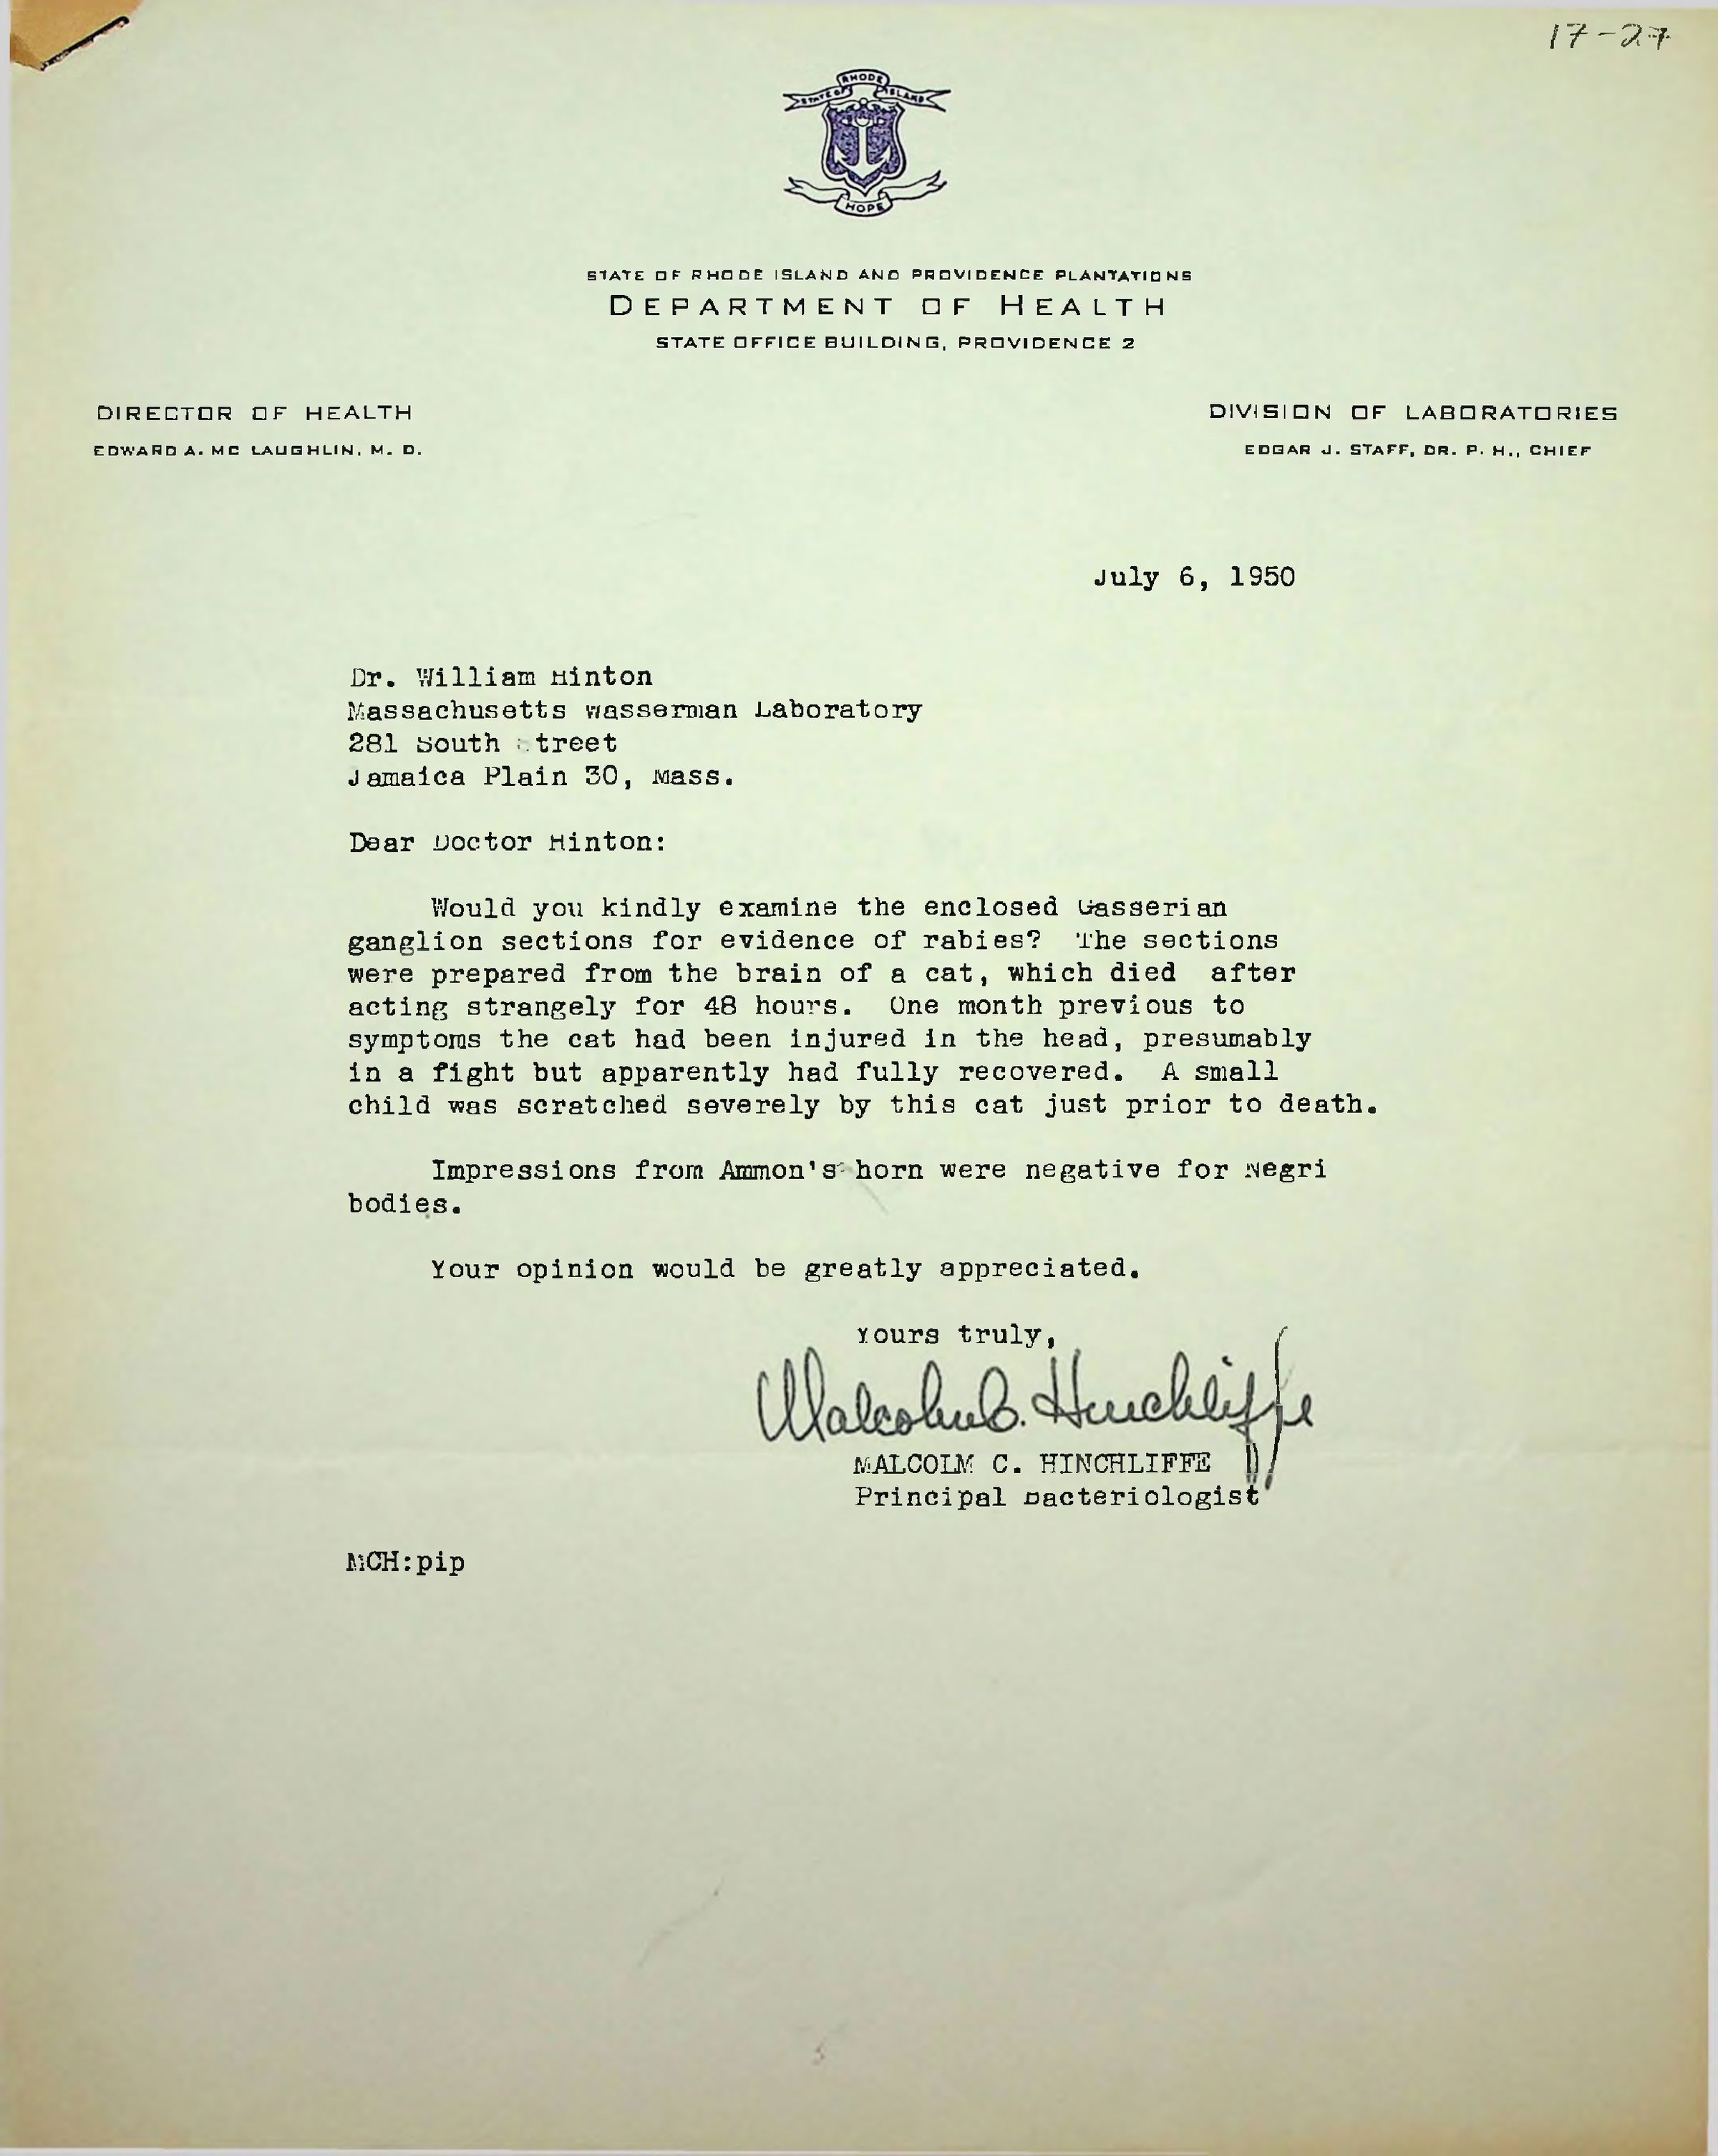 17-27
STATE OF RHODE ISLAND
HOPE
STATE OF RHODE ISLAND AND PROVIDENCE PLANTATIONS
DEPARTMENT OF HEALTH
STATE OFFICE BUILDING, PROVIDENCE 2
DIRECTOR OF HEALTH
EDWARD A. MC LAUGHLIN, M. D.
DIVISION OF LABORATORIES
EDGAR J. STAFF, DR. P. H., CHIEF
July 6, 1950
Dr. William Hinton
Massachusetts Wasserman Laboratory
281 South Street
Jamaica Plain 30, Mass.
Dear Doctor Hinton:
Would you kindly examine the enclosed Gasserian
ganglion sections for evidence of rabies? The sections
were prepared from the brain of a cat, which died after
acting strangely for 48 hours. One month previous to
symptoms the cat had been injured in the head, presumably
in a fight but apparently had fully recovered. A small
child was scratched severely by this cat just prior to death.
Impressions from Ammon's horn were negative for Negri
bodies.
Your opinion would be greatly appreciated.
Yours truly,
Malcolm C. Hinchliffe
MALCOLM C. HINCHLIFFE
Principal Bacteriologist
MCH:pip